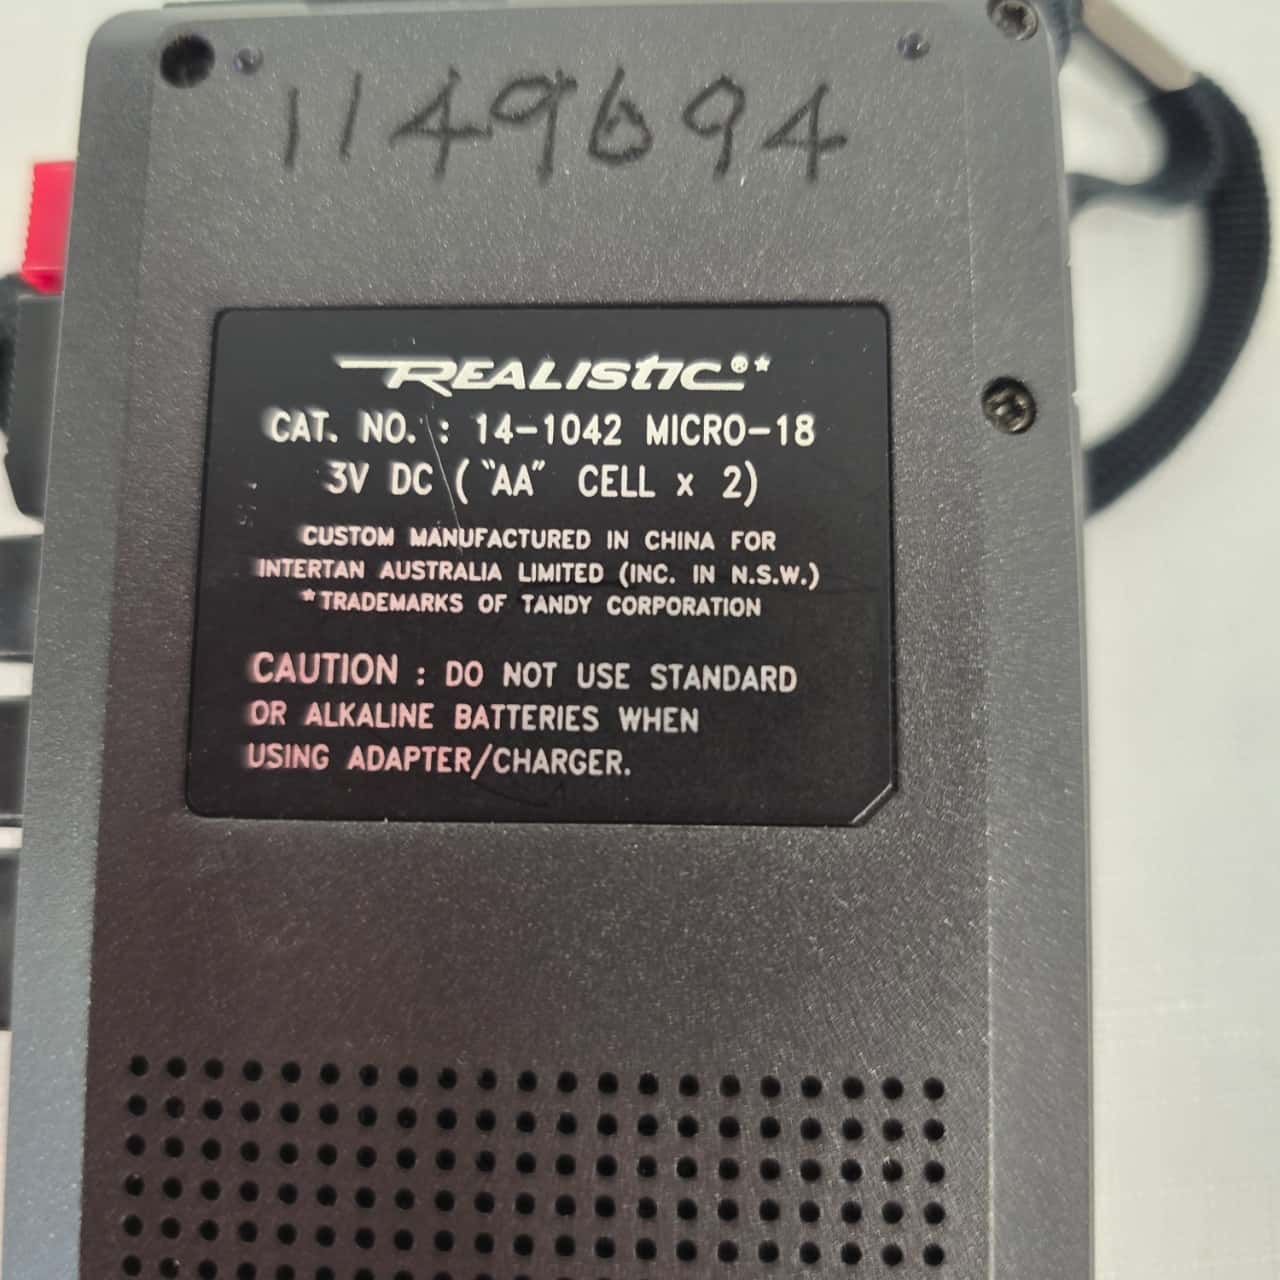 1149694
REALISTIC®*
CAT. NO. : 14-1042 MICRO-18
3V DC ("AA" CELL x 2)
CUSTOM MANUFACTURED IN CHINA FOR
INTERTAN AUSTRALIA LIMITED (INC. IN N.S.W.)
*TRADEMARKS OF TANDY CORPORATION
CAUTION : DO NOT USE STANDARD
OR ALKALINE BATTERIES WHEN
USING ADAPTER/CHARGER.